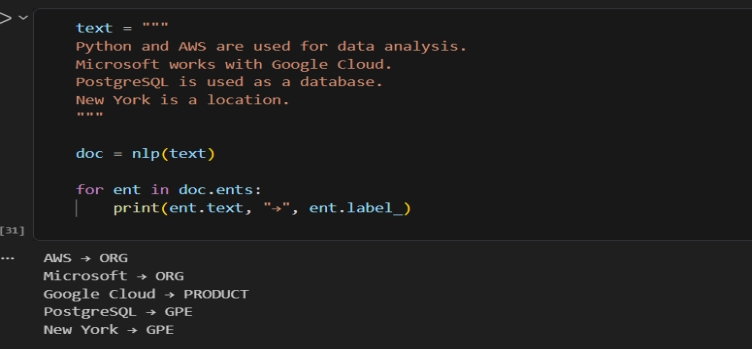 text = """
Python and AWS are used for data analysis.
Microsoft works with Google Cloud.
PostgreSQL is used as a database.
New York is a location.
"""
doc = nlp(text)
for ent in doc.ents:
    print(ent.text, "→", ent.label_)
[31]
...
AWS → ORG
Microsoft → ORG
Google Cloud → PRODUCT
PostgreSQL → GPE
New York → GPE